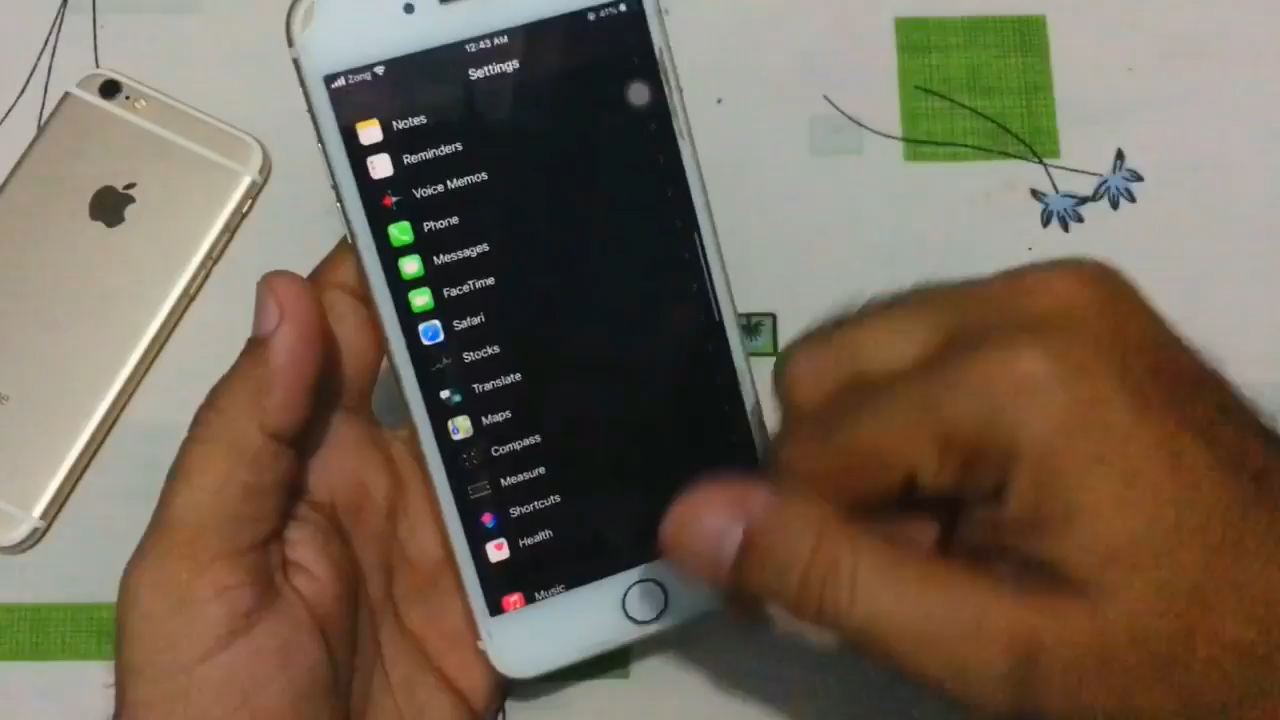 12:43 AM
41%
Zong
Settings
Notes
Reminders
Voice Memos
Phone
Messages
FaceTime
Safari
Stocks
Translate
Maps
Compass
Measure
Shortcuts
Health
Music